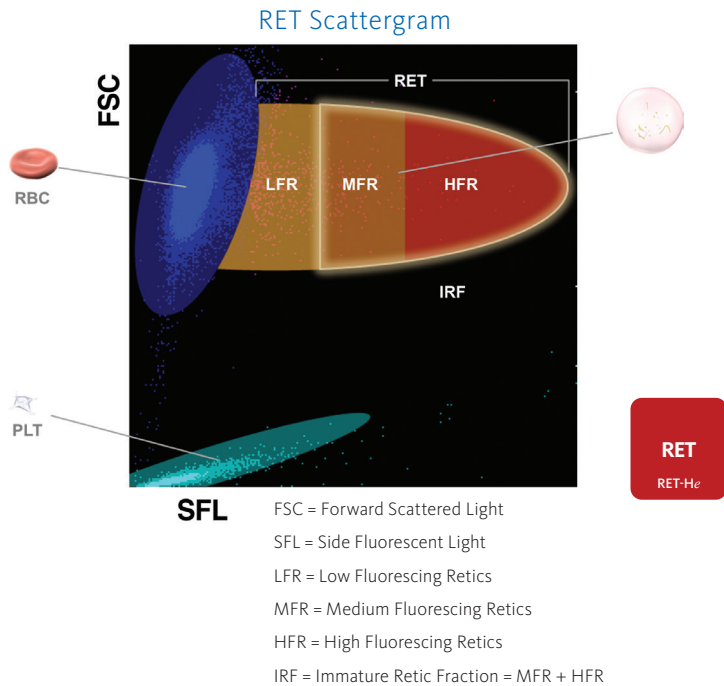 RET Scattergram
FSC
RET
RBC
LFR
MFR
HFR
IRF
PLT
RET
RET-He
SFL
FSC = Forward Scattered Light
SFL = Side Fluorescent Light
LFR = Low Fluorescing Retics
MFR = Medium Fluorescing Retics
HFR = High Fluorescing Retics
IRF = Immature Retic Fraction = MFR + HFR